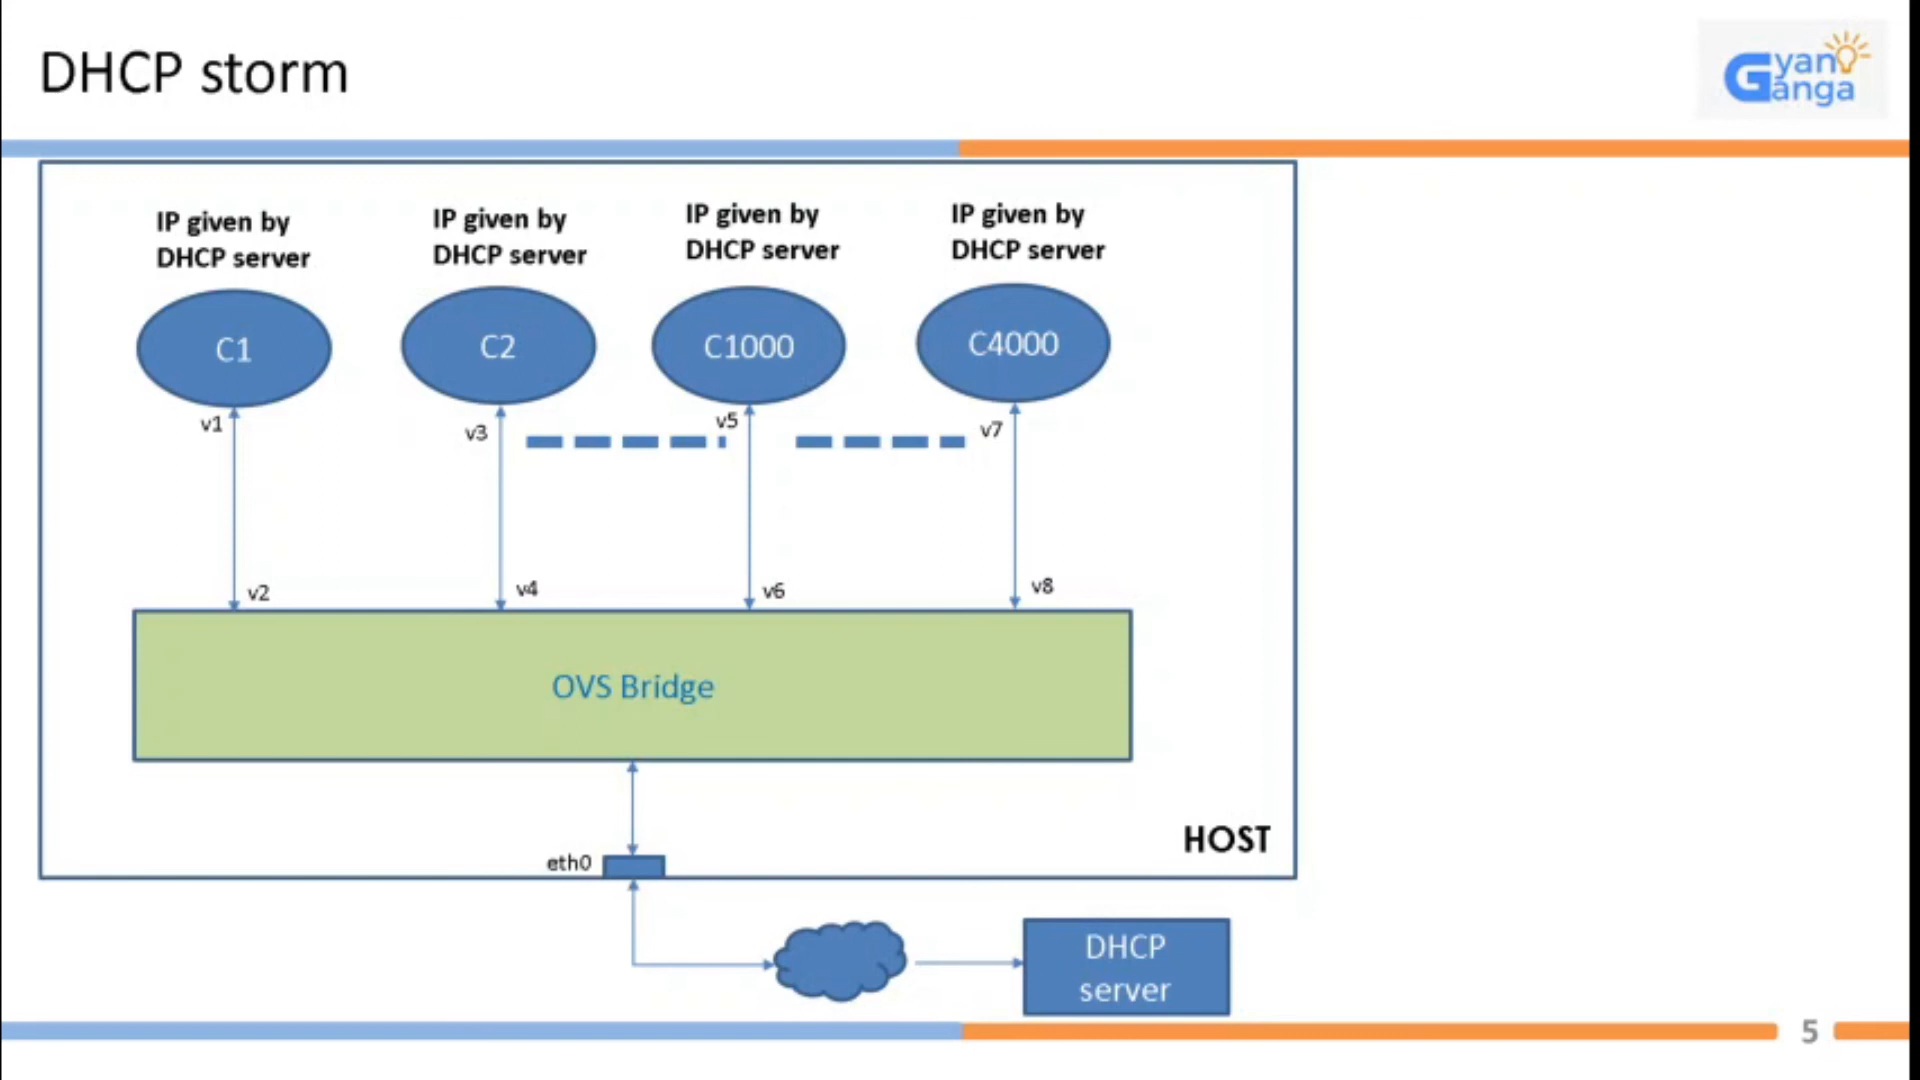 DHCP storm
Gyan
Ganga
IP given by
DHCP server
IP given by
DHCP server
IP given by
DHCP server
IP given by
DHCP server
C1
C2
C1000
C4000
v1
v3
v5
v7
v2
v4
v6
v8
OVS Bridge
HOST
eth0
DHCP
server
5